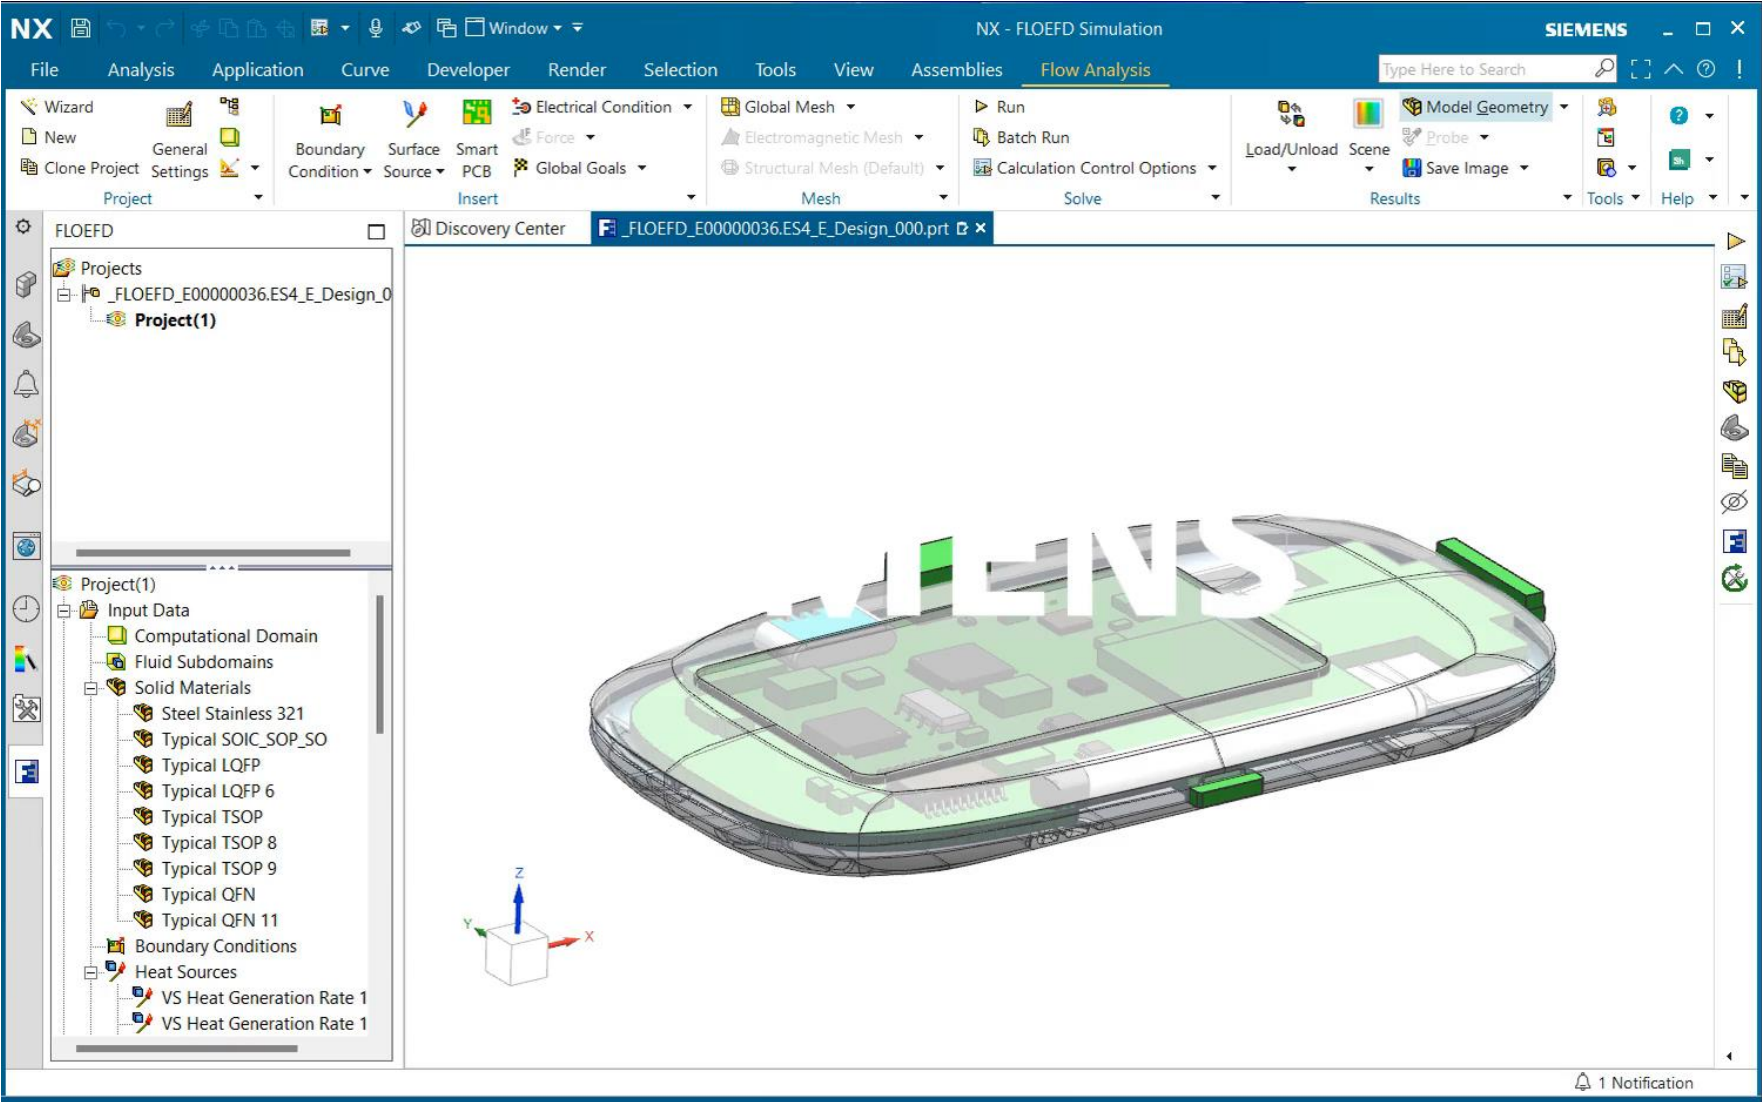 NX
Window
NX - FLOEFD Simulation
SIEMENS
File Analysis Application Curve Developer Render Selection Tools View Assemblies Flow Analysis
Type Here to Search
Wizard
New
Clone Project
General Settings
Project
Boundary Condition
Surface Source
Smart PCB
Electrical Condition
Force
Global Goals
Insert
Global Mesh
Electromagnetic Mesh
Structural Mesh (Default)
Mesh
Run
Batch Run
Calculation Control Options
Solve
Load/Unload
Scene
Model Geometry
Probe
Save Image
Results
Tools
Sh
Help
FLOEFD
Discovery Center
_FLOEFD_E00000036.ES4_E_Design_000.prt
Projects
_FLOEFD_E00000036.ES4_E_Design_0
Project(1)
Project(1)
Input Data
Computational Domain
Fluid Subdomains
Solid Materials
Steel Stainless 321
Typical SOIC_SOP_SO
Typical LQFP
Typical LQFP 6
Typical TSOP
Typical TSOP 8
Typical TSOP 9
Typical QFN
Typical QFN 11
Boundary Conditions
Heat Sources
VS Heat Generation Rate 1
VS Heat Generation Rate 1
Z
Y
X
1 Notification